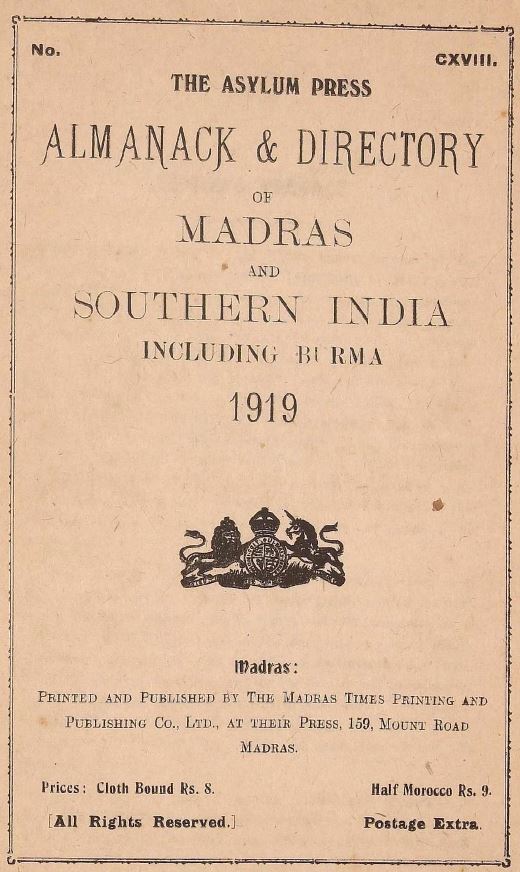 No. CXVIII.
THE ASYLUM PRESS
ALMANACK & DIRECTORY
OF
MADRAS
AND
SOUTHERN INDIA
INCLUDING BURMA
1919
Madras:
PRINTED AND PUBLISHED BY THE MADRAS TIMES PRINTING AND
PUBLISHING CO., LTD., AT THEIR PRESS, 159, MOUNT ROAD
MADRAS.
Prices: Cloth Bound Rs. 8. Half Morocco Rs. 9.
[All Rights Reserved.] Postage Extra.